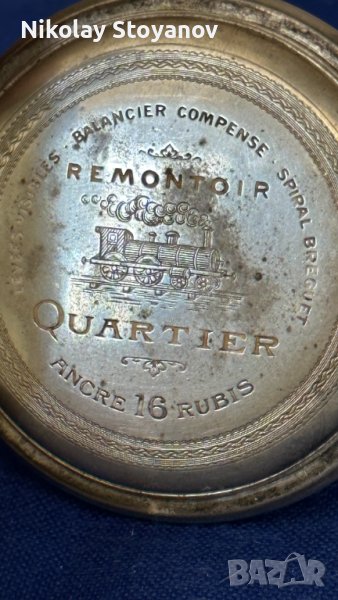 Nikolay Stoyanov
BALANCIER COMPENSE · SPIRAL BREGUET
REMONTOIR
QUARTIER
ANCRE 16 RUBIS
BAZAR